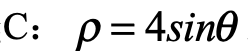 C： ρ = 4sinθ